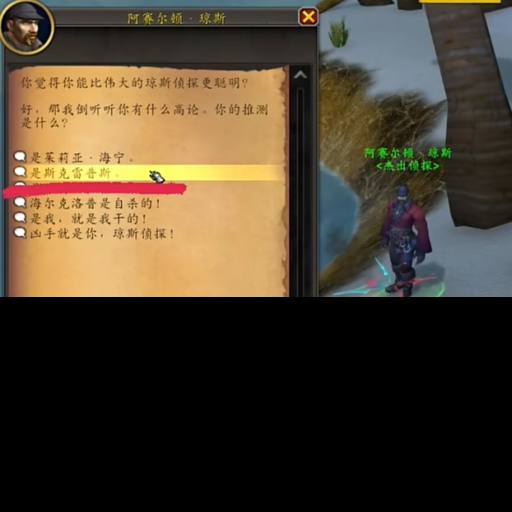 阿赛尔顿·琼斯
你觉得你能比伟大的琼斯侦探更聪明?
好,那我倒听听你有什么高论。你的推测
是什么?
是茱莉亚·海宁。
是斯克雷普斯。
海尔克洛普是自杀的!
是我,就是我干的!
凶手就是你,琼斯侦探!
阿赛尔顿·琼斯
<杰出侦探>